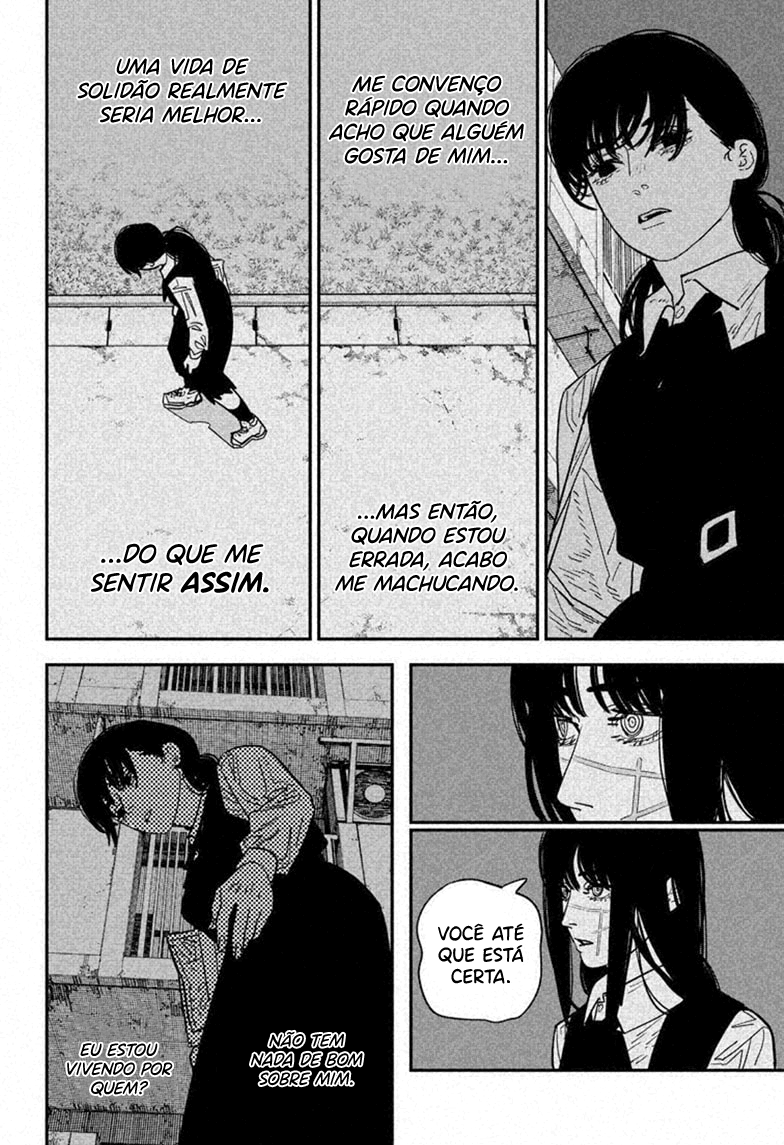 ME CONVENÇO
RÁPIDO QUANDO
ACHO QUE ALGUÉM
GOSTA DE MIM...
...MAS ENTÃO,
QUANDO ESTOU
ERRADA, ACABO
ME MACHUCANDO.
UMA VIDA DE
SOLIDÃO REALMENTE
SERIA MELHOR...
...DO QUE ME
SENTIR ASSIM.
VOCÊ ATÉ
QUE ESTÁ
CERTA.
NÃO TEM
NADA DE BOM
SOBRE MIM.
EU ESTOU
VIVENDO POR
QUEM?